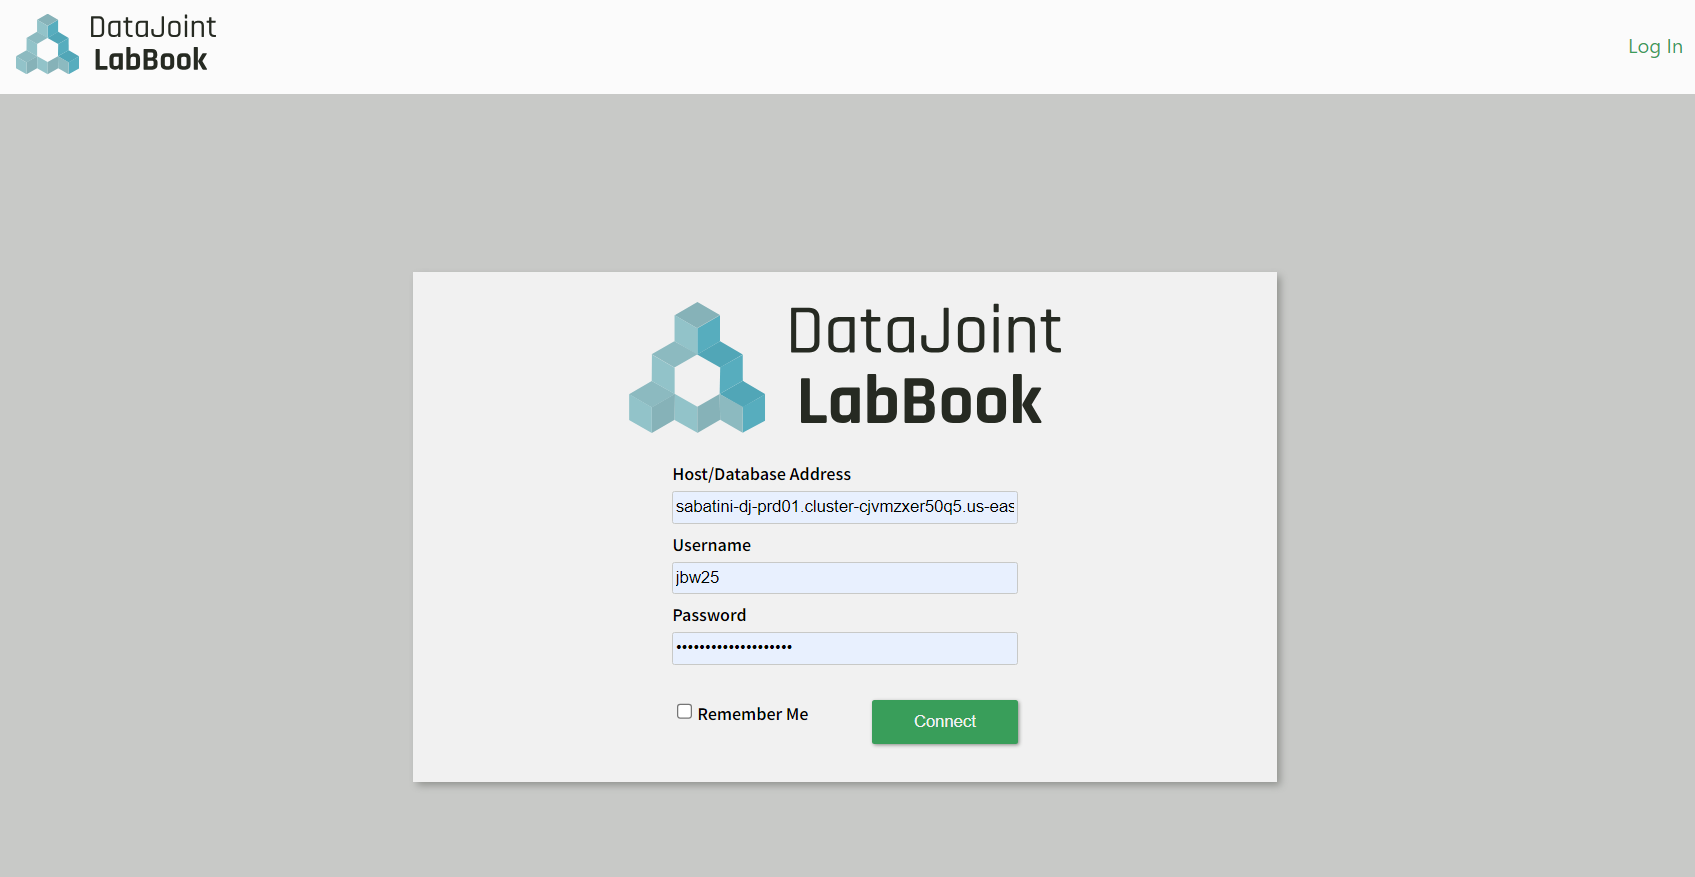 DataJoint
LabBook
Log In
DataJoint
LabBook
Host/Database Address
sabatini-dj-prd01.cluster-cjvmzxer50q5.us-eas
Username
jbw25
Password
••••••••••••••••••••
Remember Me
Connect